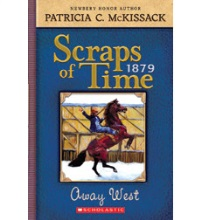 NEWBERY HONOR AUTHOR
PATRICIA C. McKISSACK
Scraps
of 1879
Time
Away West
SCHOLASTIC